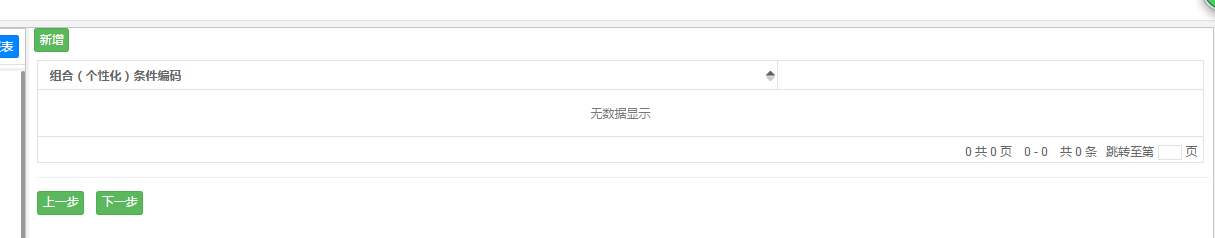 表
新增
组合（个性化）条件编码
无数据显示
0 共 0 页 0 - 0 共 0 条 跳转至第 页
上一步 下一步